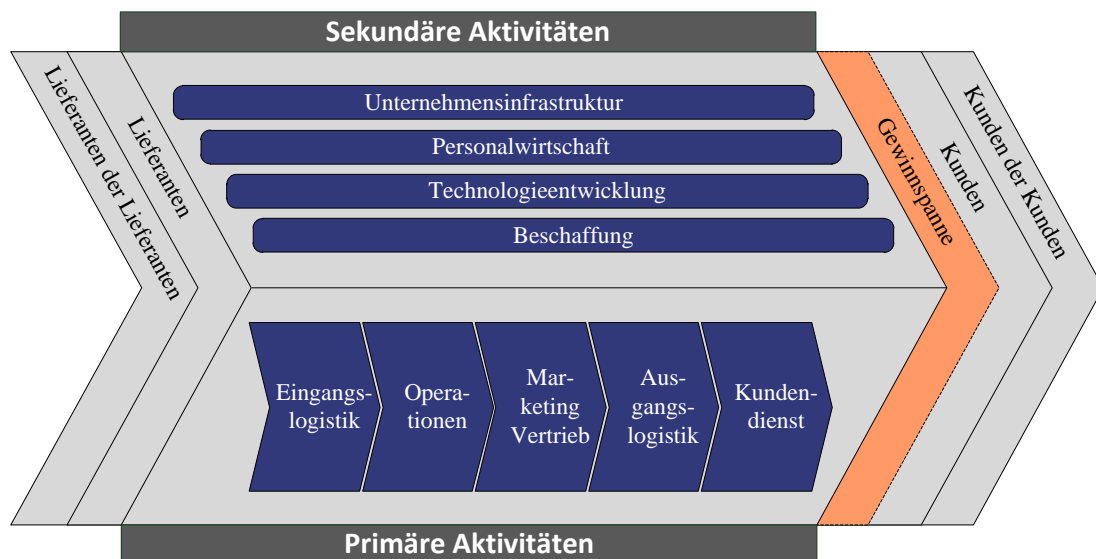 Sekundäre Aktivitäten
Lieferanten der Lieferanten
Lieferanten
Unternehmensinfrastruktur
Personalwirtschaft
Technologieentwicklung
Beschaffung
Gewinnspanne
Kunden
Kunden der Kunden
Eingangs-
logistik
Opera-
tionen
Mar-
keting
Vertrieb
Aus-
gangs-
logistik
Kunden-
dienst
Primäre Aktivitäten